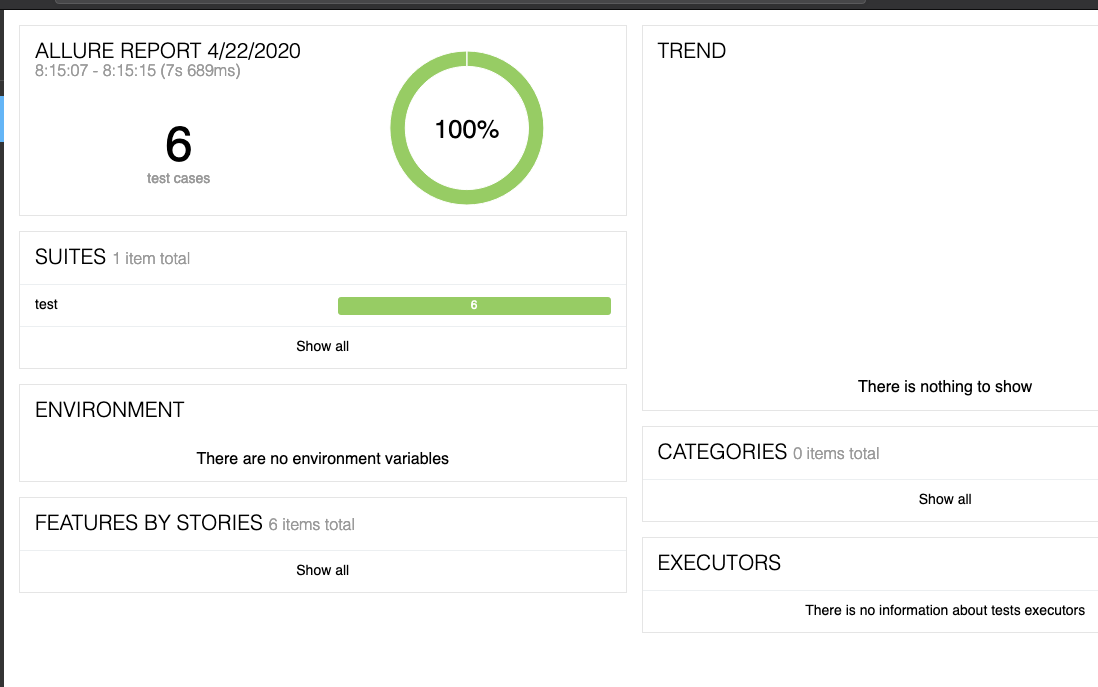 ALLURE REPORT 4/22/2020
8:15:07 - 8:15:15 (7s 689ms)
6
test cases
100%
SUITES 1 item total
test 6
Show all
ENVIRONMENT
There are no environment variables
FEATURES BY STORIES 6 items total
Show all
TREND
There is nothing to show
CATEGORIES 0 items total
Show all
EXECUTORS
There is no information about tests executors